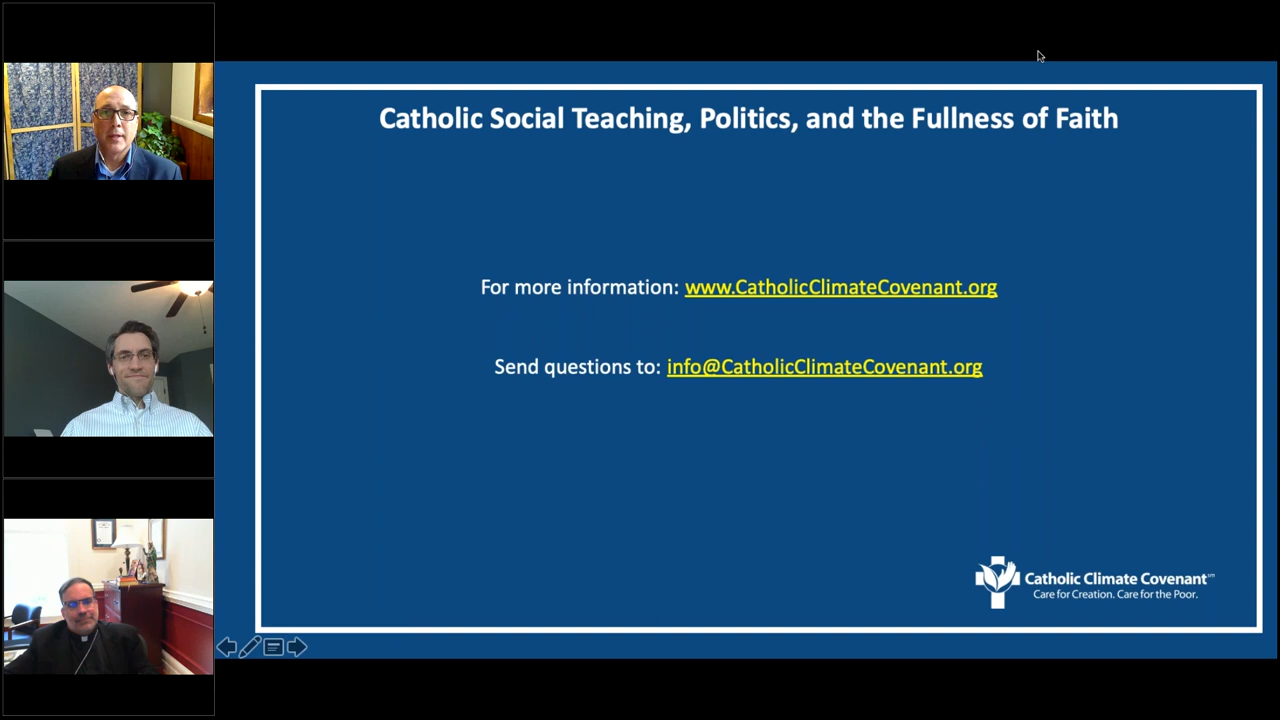 Catholic Social Teaching, Politics, and the Fullness of Faith
For more information: www.CatholicClimateCovenant.org
Send questions to: info@CatholicClimateCovenant.org
Catholic Climate Covenant℠
Care for Creation. Care for the Poor.